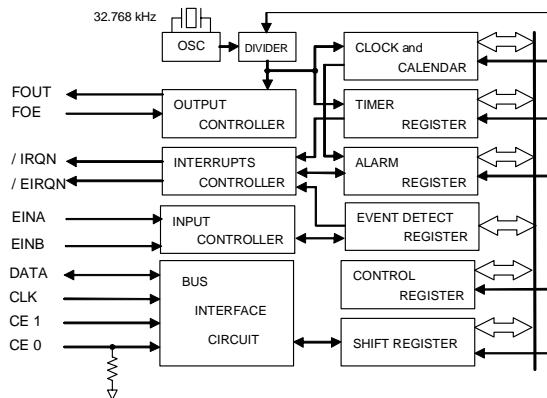 32.768 kHz
OSC
DIVIDER
CLOCK and
CALENDAR
FOUT
FOE
OUTPUT
CONTROLLER
TIMER
REGISTER
/ IRQN
/ EIRQN
INTERRUPTS
CONTROLLER
ALARM
REGISTER
EINA
EINB
INPUT
CONTROLLER
EVENT DETECT
REGISTER
DATA
CLK
CE 1
CE 0
BUS
INTERFACE
CIRCUIT
CONTROL
REGISTER
SHIFT REGISTER